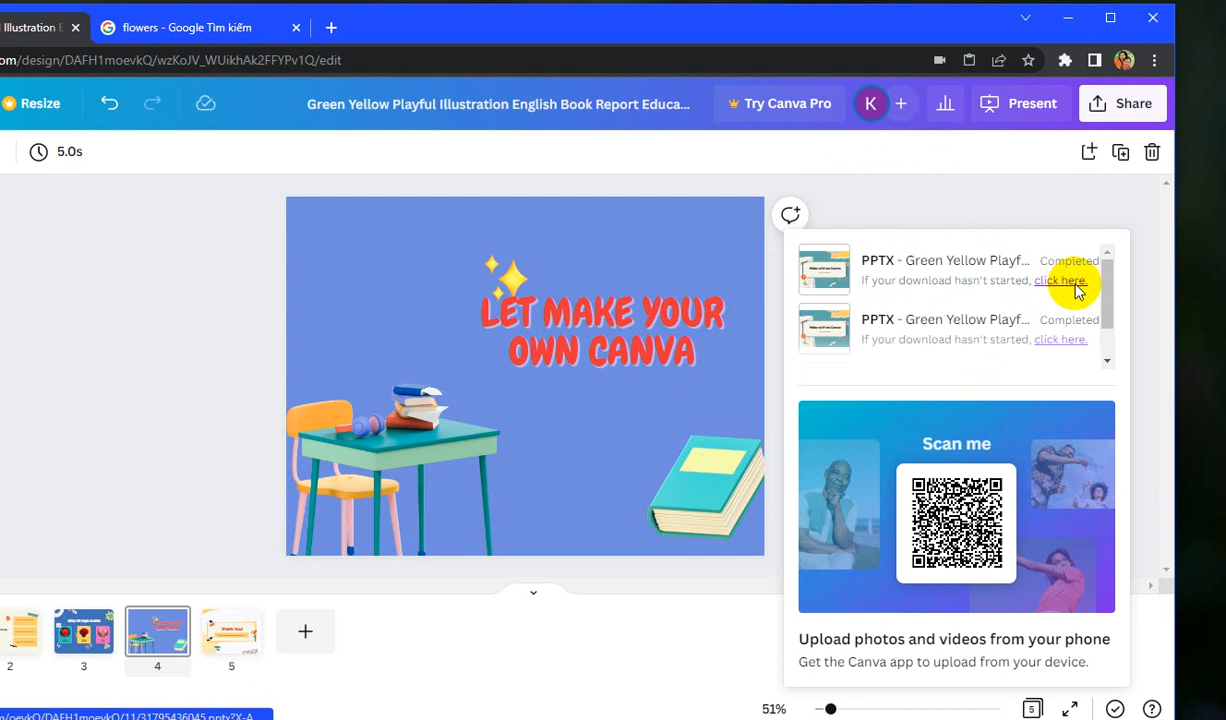 Illustration E
flowers - Google Tìm kiếm
om/design/DAFH1moevkQ/wzKoJV_WUikhAk2FFYPv1Q/edit
Resize
Green Yellow Playful Illustration English Book Report Educa...
Try Canva Pro
K
Present
Share
5.0s
LET MAKE YOUR
OWN CANVA
PPTX - Green Yellow Playf... Completed
If your download hasn't started, click here.
PPTX - Green Yellow Playf... Completed
If your download hasn't started, click here.
Scan me
Upload photos and videos from your phone
Get the Canva app to upload from your device.
2
3
4
5
51%
5